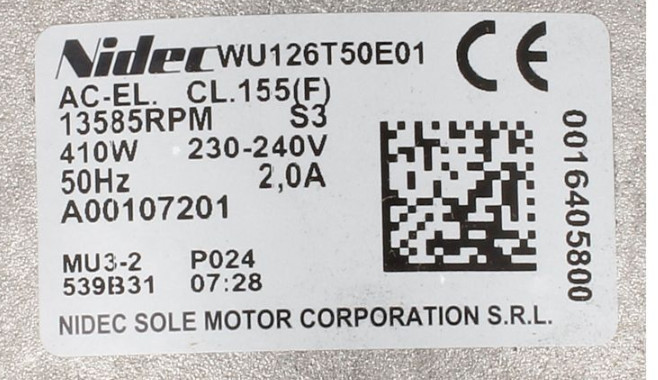 Nidec WU126T50E01
AC-EL. CL.155(F)
13585RPM S3
410W 230-240V
50Hz 2,0A
A00107201
MU3-2 P024
539B31 07:28
NIDEC SOLE MOTOR CORPORATION S.R.L.
CE
0016405800